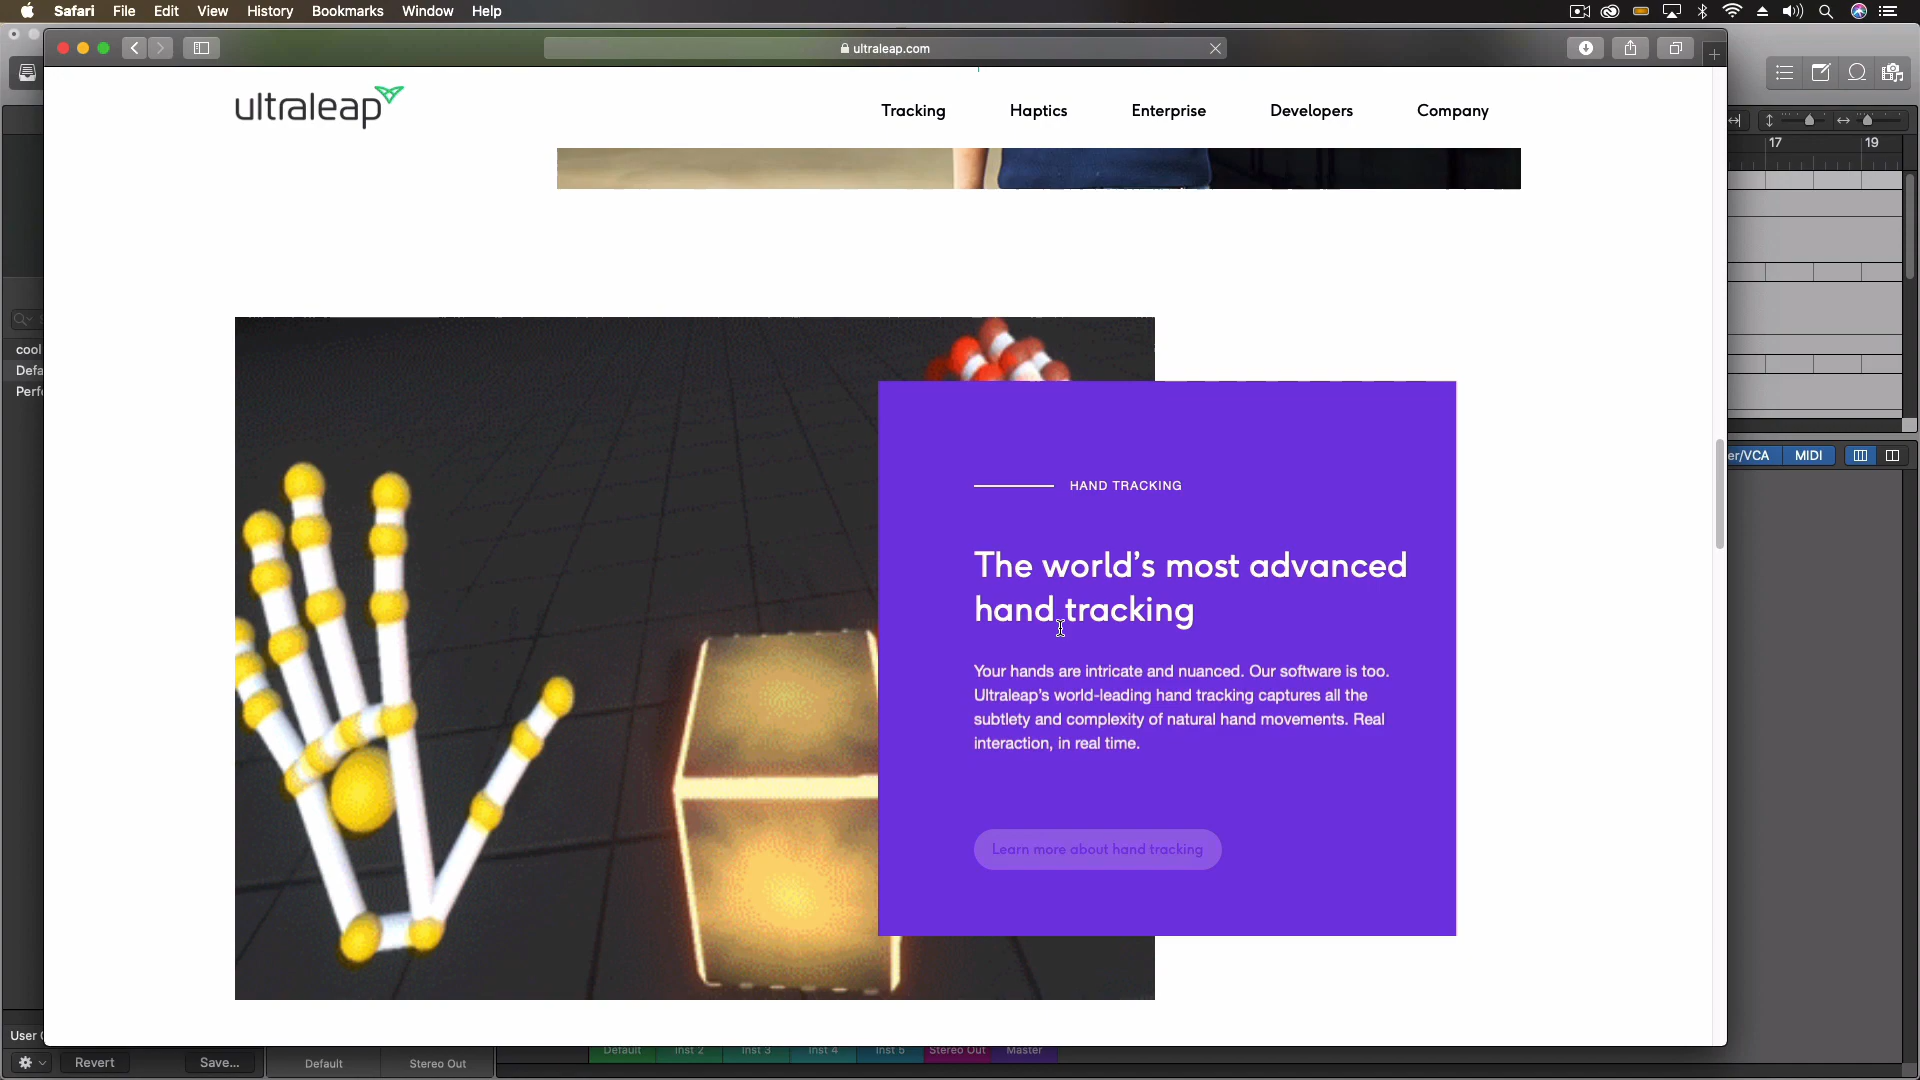 Safari File Edit View History Bookmarks Window Help
ultraleap.com
ultraleap
Tracking Haptics Enterprise Developers Company
17 19
cool
HAND TRACKING
The world's most advanced
hand tracking
Your hands are intricate and nuanced. Our software is too.
Ultraleap's world-leading hand tracking captures all the
subtlety and complexity of natural hand movements. Real
interaction, in real time.
Learn more about hand tracking
er/VCA MIDI
User
Default Inst 2 Inst 3 Inst 4 Inst 5 Stereo Out Master
Revert Save... Default Stereo Out